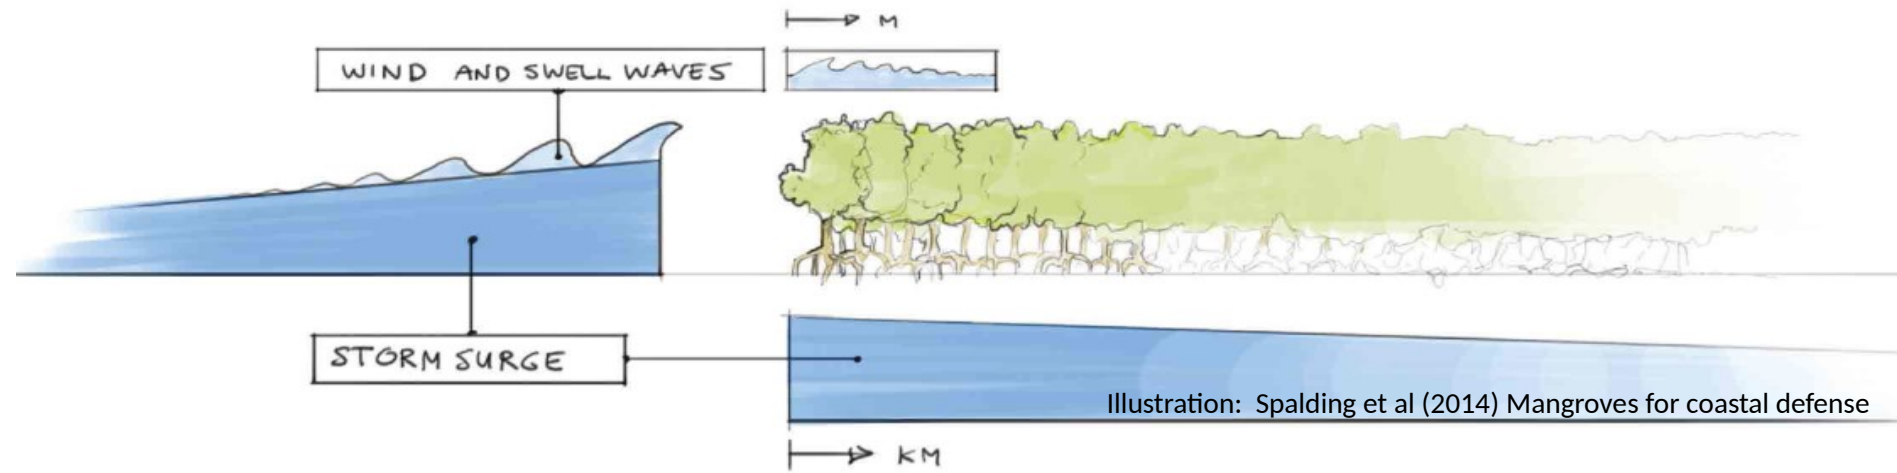 M
WIND AND SWELL WAVES
STORM SURGE
Illustration: Spalding et al (2014) Mangroves for coastal defense
KM